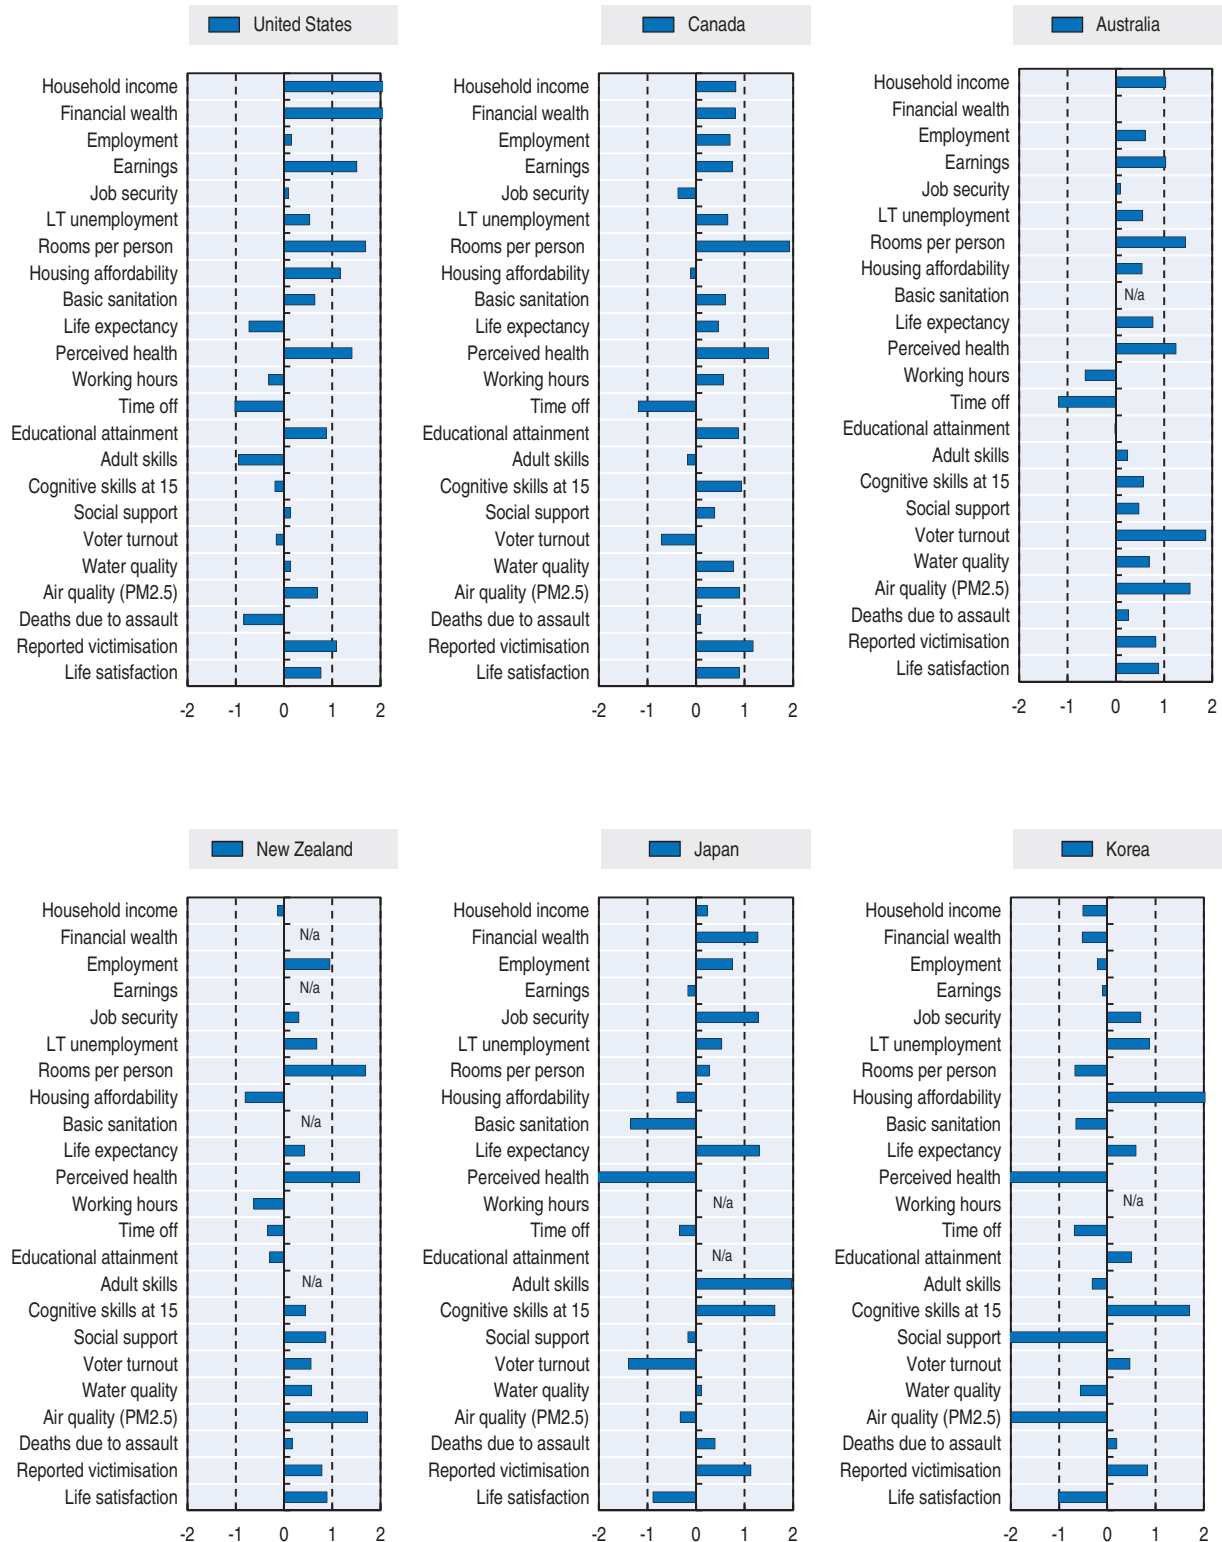 United States
Household income
Financial wealth
Employment
Earnings
Job security
LT unemployment
Rooms per person
Housing affordability
Basic sanitation
Life expectancy
Perceived health
Working hours
Time off
Educational attainment
Adult skills
Cognitive skills at 15
Social support
Voter turnout
Water quality
Air quality (PM2.5)
Deaths due to assault
Reported victimisation
Life satisfaction
-2 -1 0 1 2
Canada
Household income
Financial wealth
Employment
Earnings
Job security
LT unemployment
Rooms per person
Housing affordability
Basic sanitation
Life expectancy
Perceived health
Working hours
Time off
Educational attainment
Adult skills
Cognitive skills at 15
Social support
Voter turnout
Water quality
Air quality (PM2.5)
Deaths due to assault
Reported victimisation
Life satisfaction
-2 -1 0 1 2
Australia
Household income
Financial wealth
Employment
Earnings
Job security
LT unemployment
Rooms per person
Housing affordability
Basic sanitation N/a
Life expectancy
Perceived health
Working hours
Time off
Educational attainment
Adult skills
Cognitive skills at 15
Social support
Voter turnout
Water quality
Air quality (PM2.5)
Deaths due to assault
Reported victimisation
Life satisfaction
-2 -1 0 1 2
New Zealand
Household income
Financial wealth N/a
Employment
Earnings N/a
Job security
LT unemployment
Rooms per person
Housing affordability
Basic sanitation N/a
Life expectancy
Perceived health
Working hours
Time off
Educational attainment
Adult skills N/a
Cognitive skills at 15
Social support
Voter turnout
Water quality
Air quality (PM2.5)
Deaths due to assault
Reported victimisation
Life satisfaction
-2 -1 0 1 2
Japan
Household income
Financial wealth
Employment
Earnings
Job security
LT unemployment
Rooms per person
Housing affordability
Basic sanitation
Life expectancy
Perceived health
Working hours N/a
Time off
Educational attainment N/a
Adult skills
Cognitive skills at 15
Social support
Voter turnout
Water quality
Air quality (PM2.5)
Deaths due to assault
Reported victimisation
Life satisfaction
-2 -1 0 1 2
Korea
Household income
Financial wealth
Employment
Earnings
Job security
LT unemployment
Rooms per person
Housing affordability
Basic sanitation
Life expectancy
Perceived health
Working hours N/a
Time off
Educational attainment
Adult skills
Cognitive skills at 15
Social support
Voter turnout
Water quality
Air quality (PM2.5)
Deaths due to assault
Reported victimisation
Life satisfaction
-2 -1 0 1 2